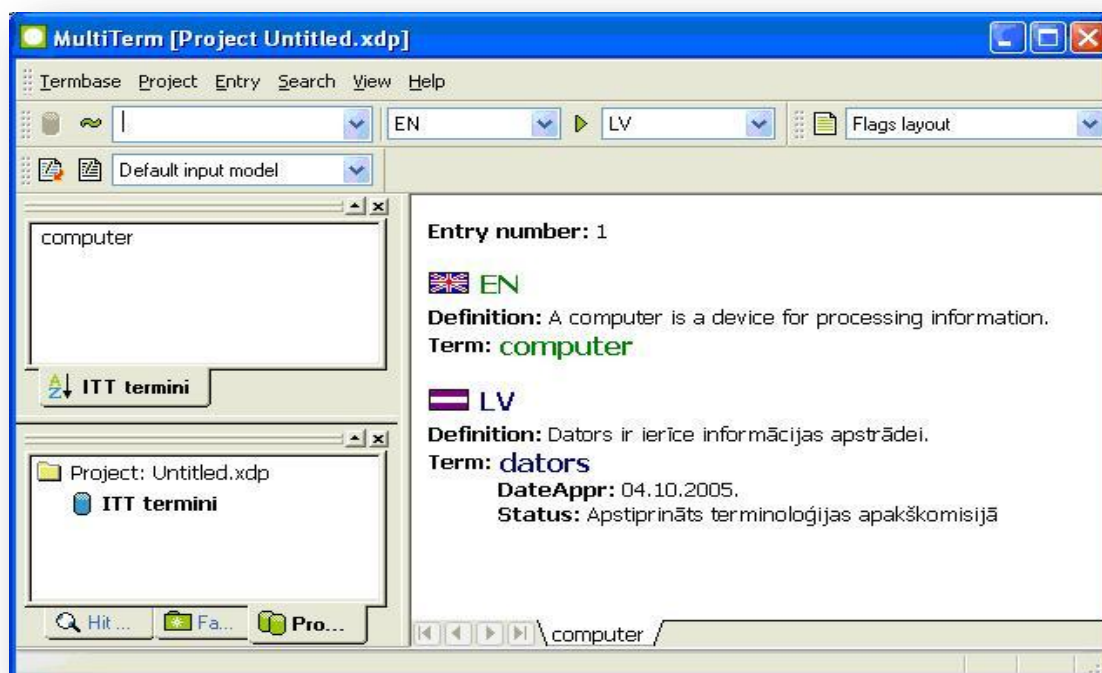 MultiTerm [Project Untitled.xdp]
Termbase Project Entry Search View Help
EN LV Flags layout
Default input model
computer
ITT termini
Project: Untitled.xdp
ITT termini
Hit ... Fa... Pro...
Entry number: 1
EN
Definition: A computer is a device for processing information.
Term: computer
LV
Definition: Dators ir ierīce informācijas apstrādei.
Term: dators
DateAppr: 04.10.2005.
Status: Apstiprināts terminoloģijas apakškomisijā
computer